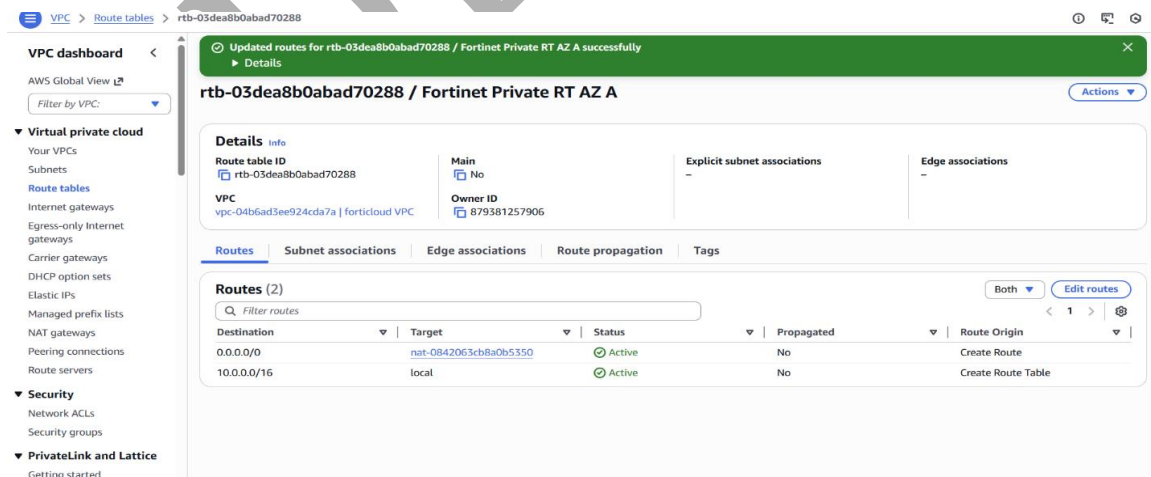 VPC > Route tables > rtb-03dea8b0abad70288
VPC dashboard <
AWS Global View
Filter by VPC:
Virtual private cloud
Your VPCs
Subnets
Route tables
Internet gateways
Egress-only Internet
gateways
Carrier gateways
DHCP option sets
Elastic IPs
Managed prefix lists
NAT gateways
Peering connections
Route servers
Security
Network ACLs
Security groups
PrivateLink and Lattice
Getting started
Updated routes for rtb-03dea8b0abad70288 / Fortinet Private RT AZ A successfully
Details
rtb-03dea8b0abad70288 / Fortinet Private RT AZ A
Actions
Details Info
Route table ID
rtb-03dea8b0abad70288
Main
No
Explicit subnet associations
–
Edge associations
–
VPC
vpc-04b6ad3ee924cda7a | forticloud VPC
Owner ID
879381257906
Routes Subnet associations Edge associations Route propagation Tags
Routes (2)
Both Edit routes
Filter routes
< 1 >
Destination Target Status Propagated Route Origin
0.0.0.0/0 nat-0842063cb8a0b5350 Active No Create Route
10.0.0.0/16 local Active No Create Route Table